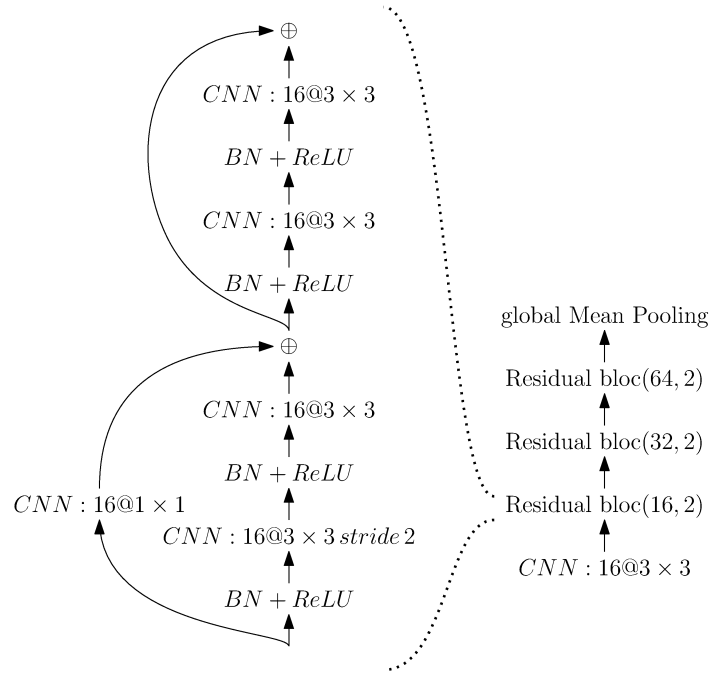 ⊕
CNN : 16@3 × 3
BN + ReLU
CNN : 16@3 × 3
BN + ReLU
⊕
CNN : 16@3 × 3
BN + ReLU
CNN : 16@1 × 1
CNN : 16@3 × 3 stride 2
BN + ReLU
global Mean Pooling
Residual bloc(64, 2)
Residual bloc(32, 2)
Residual bloc(16, 2)
CNN : 16@3 × 3